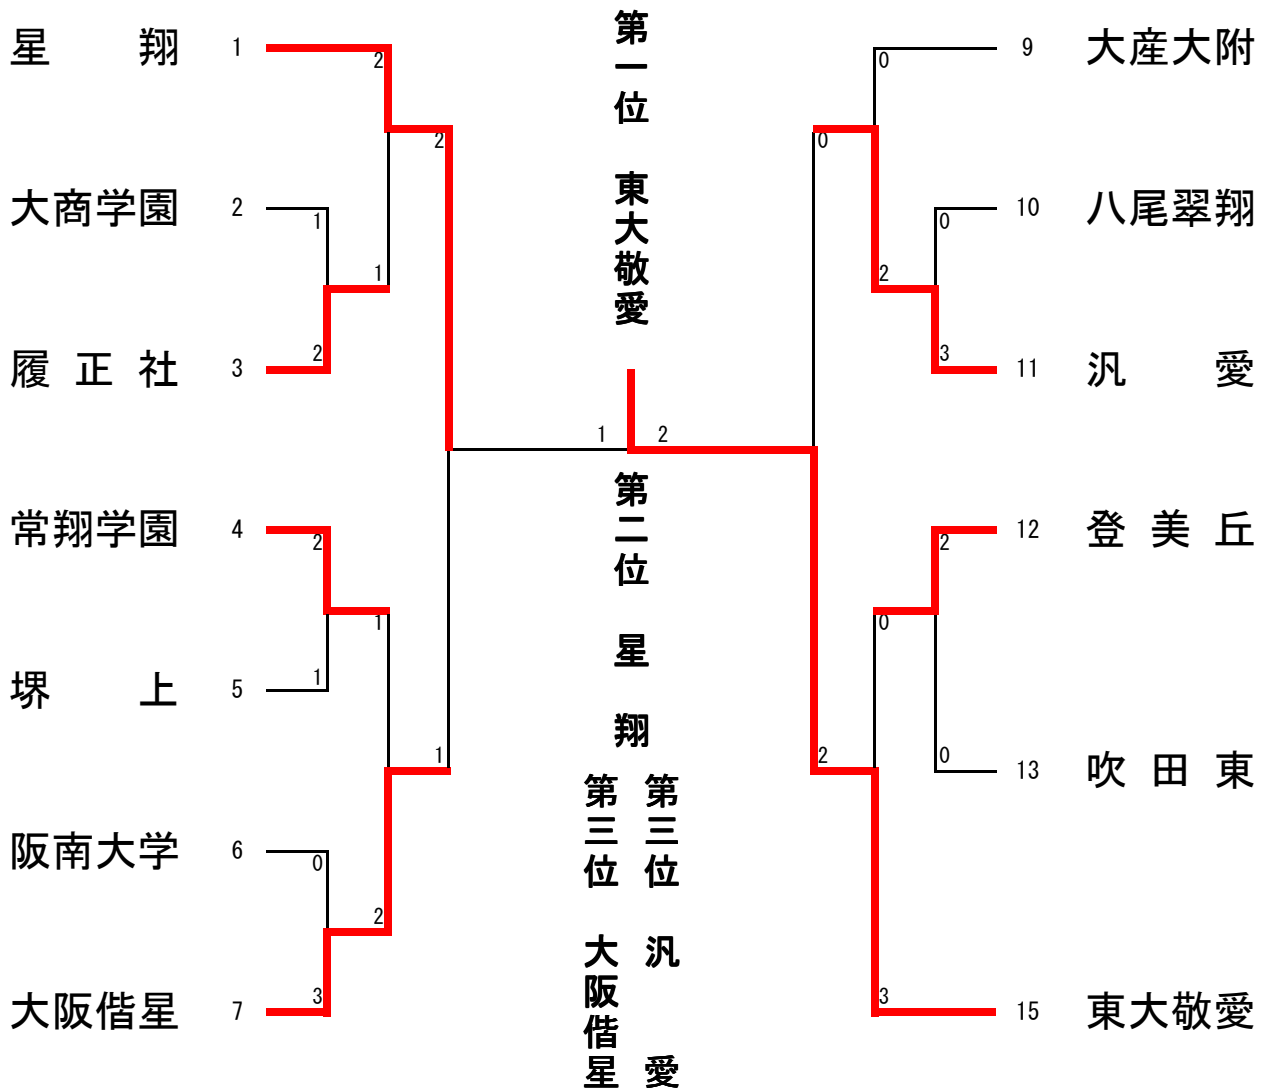 星　翔 1
大商学園 2
履正社 3
常翔学園 4
堺　上 5
阪南大学 6
大阪偕星 7
2
1
2
1
2
2
1
1
0
3
2
1
第一位　東大敬愛
1 2
第二位　星　翔
第三位　汎　愛
第三位　大阪偕星
9 大産大附
10 八尾翠翔
11 汎　愛
12 登美丘
13 吹田東
15 東大敬愛
0
0
0
2
3
2
0
0
2
3